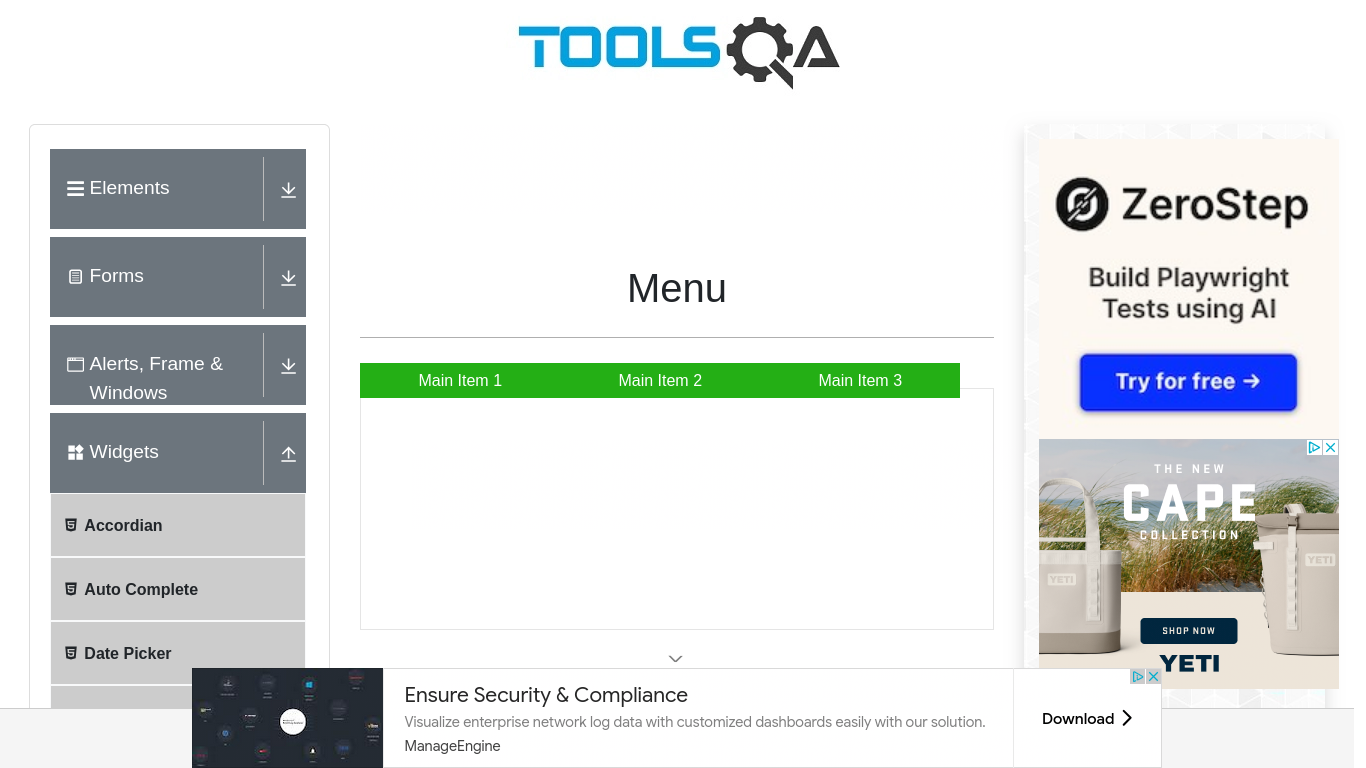 TOOLSQA
Elements
Forms
Alerts, Frame &
Windows
Widgets
Accordian
Auto Complete
Date Picker
Menu
Main Item 1
Main Item 2
Main Item 3
ZeroStep
Build Playwright
Tests using AI
Try for free →
THE NEW
CAPE
COLLECTION
YETI
YETI
SHOP NOW
YETI
Ensure Security & Compliance
Visualize enterprise network log data with customized dashboards easily with our solution.
ManageEngine
Download